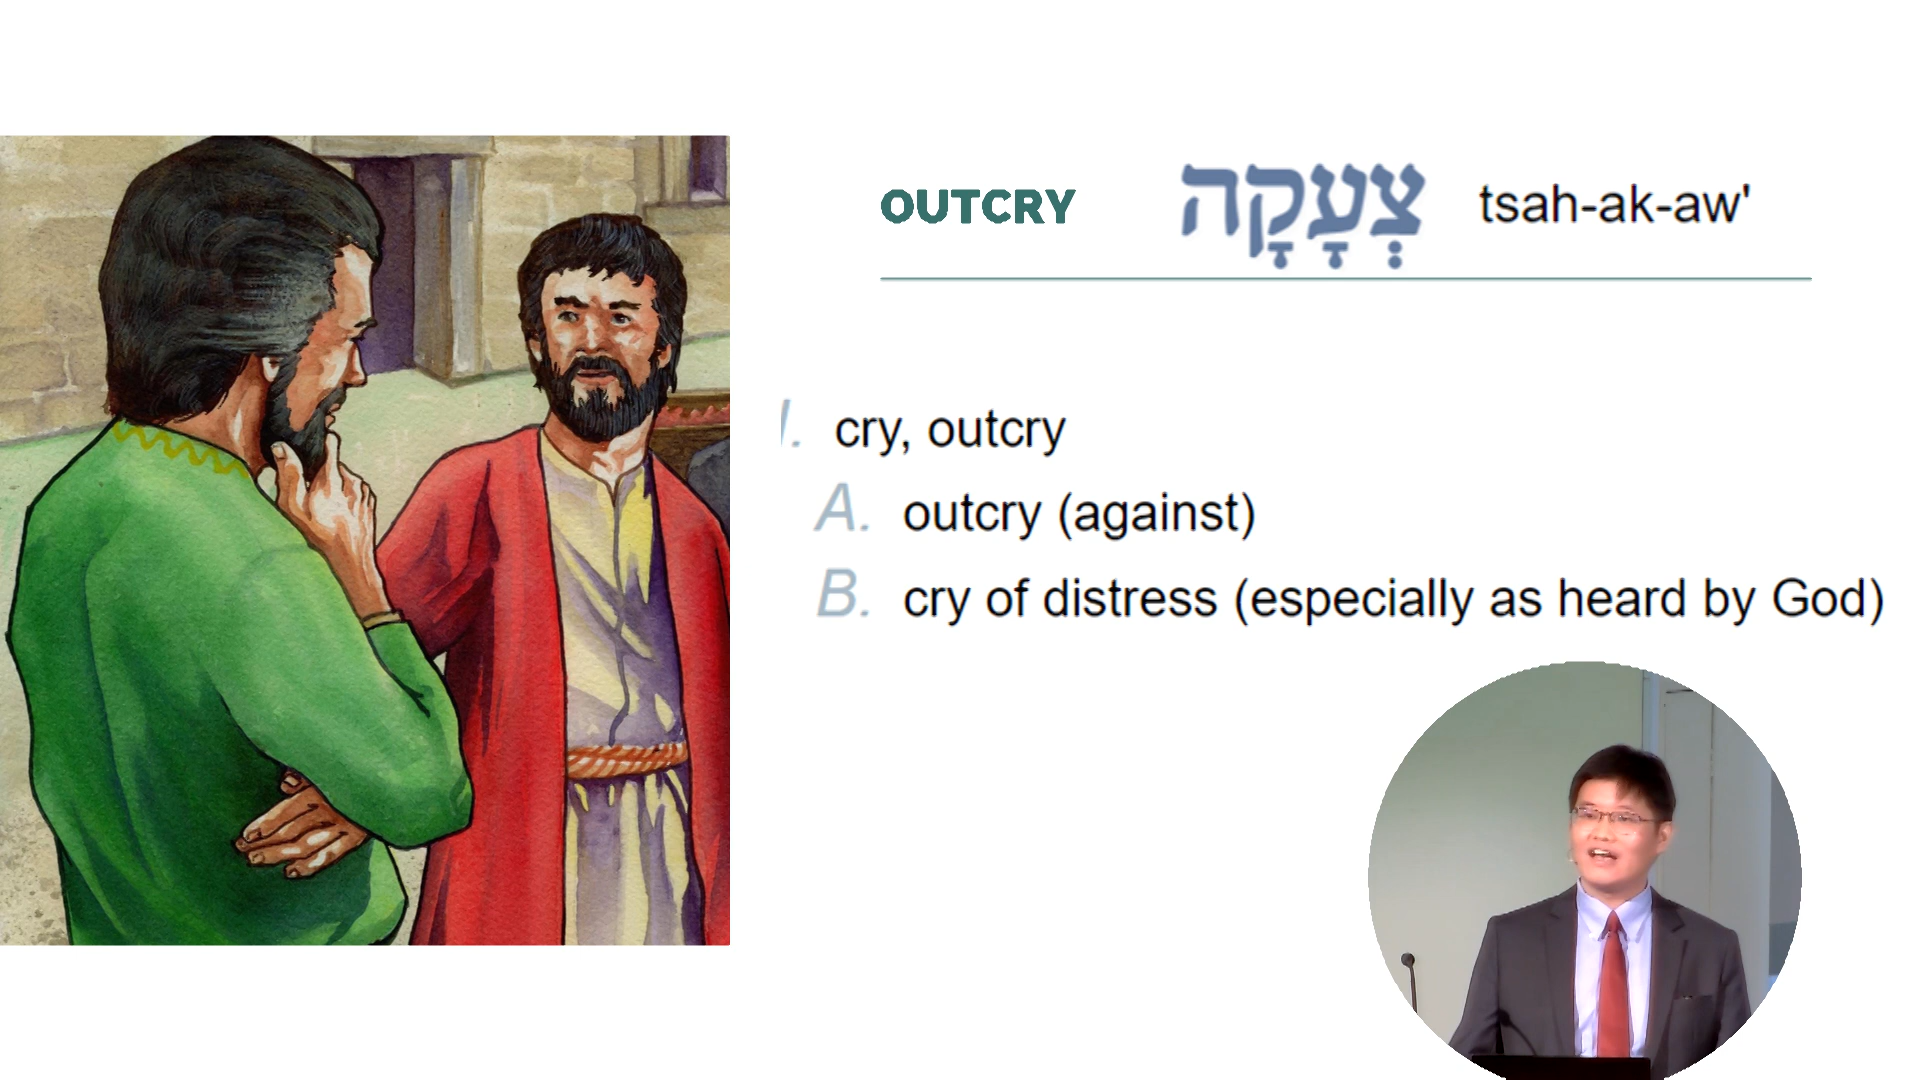 OUTCRY צְעָקָה tsah-ak-aw'
I. cry, outcry
A. outcry (against)
B. cry of distress (especially as heard by God)